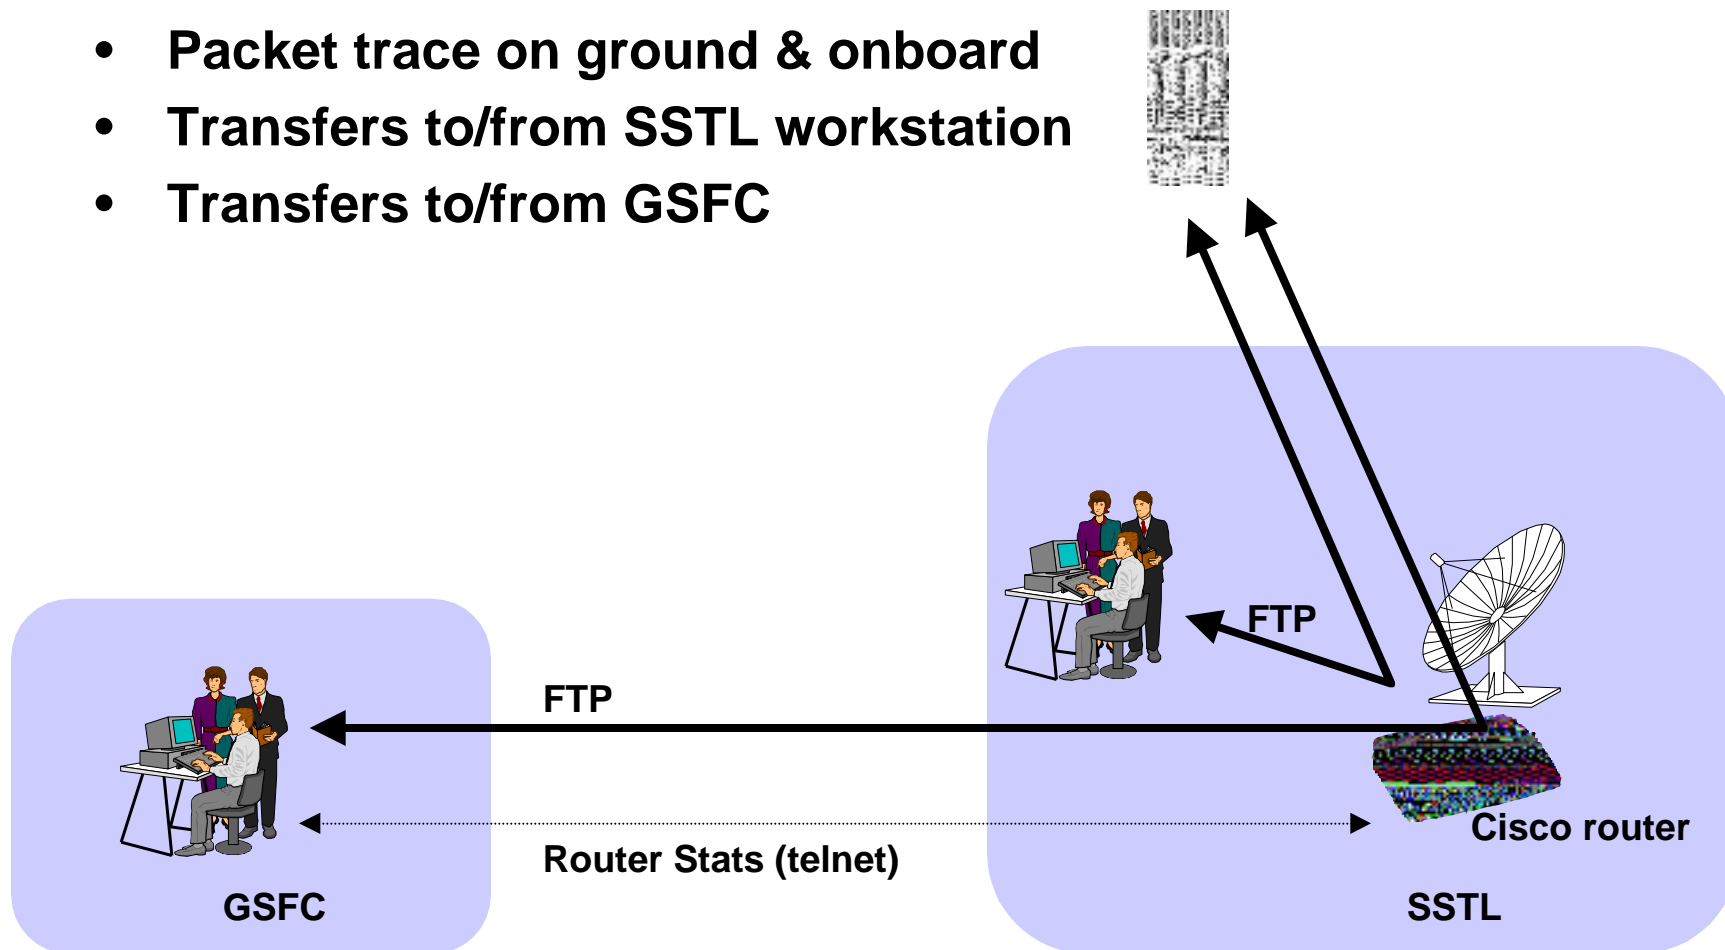 • Packet trace on ground & onboard
• Transfers to/from SSTL workstation
• Transfers to/from GSFC
FTP
FTP
Cisco router
Router Stats (telnet)
GSFC
SSTL